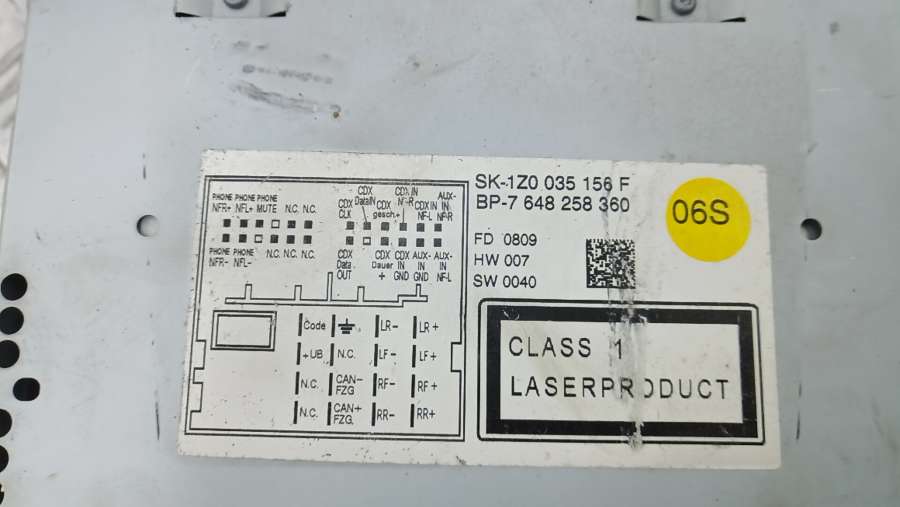 SK-1Z0 035 156 F
BP-7 648 258 360
06S
FD 0809
HW 007
SW 0040
CLASS 1
LASERPRODUCT
PHONE PHONE PHONE
NFR+ NFL+ MUTE N.C. N.C.
PHONE PHONE
NFR- NFL- N.C. N.C. N.C.
CDX CLK
CDX DataIN
CDX gesch.+
CDX IN NF-R
CDX IN NF-L
AUX-IN NF-R
CDX Data OUT
CDX Dauer +
CDX IN GND
AUX-IN GND
AUX-IN NF-L
Code LR- LR+
+UB N.C. LF- LF+
N.C. CAN-FZG RF- RF+
N.C. CAN+FZG. RR- RR+